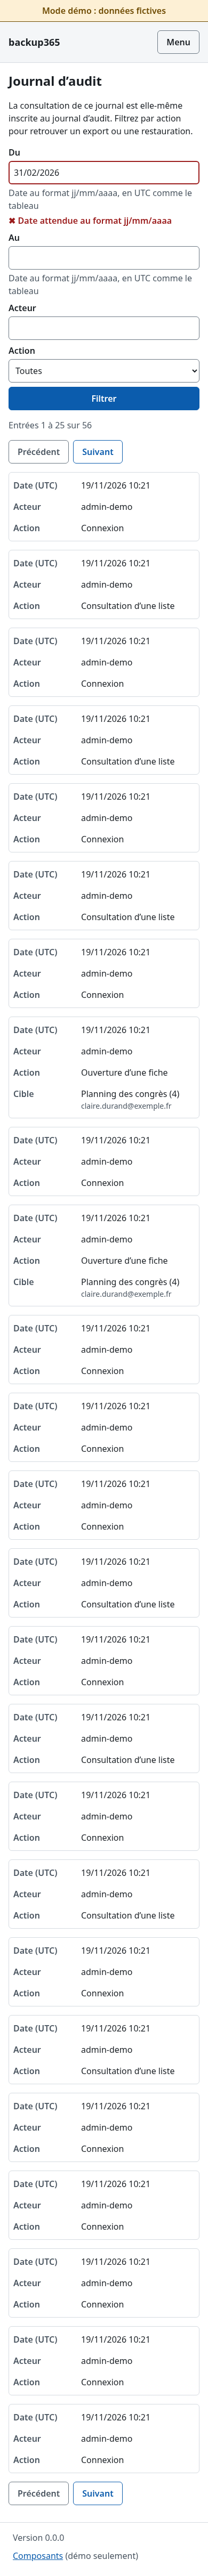 Mode démo : données fictives
backup365
Menu
Journal d’audit
La consultation de ce journal est elle-même
inscrite au journal d’audit. Filtrez par action
pour retrouver un export ou une restauration.
Du
31/02/2026
Date au format jj/mm/aaaa, en UTC comme le
tableau
✖ Date attendue au format jj/mm/aaaa
Au
Date au format jj/mm/aaaa, en UTC comme le
tableau
Acteur
Action
Toutes
Filtrer
Entrées 1 à 25 sur 56
Précédent Suivant
Date (UTC) 19/11/2026 10:21
Acteur admin-demo
Action Connexion
Date (UTC) 19/11/2026 10:21
Acteur admin-demo
Action Consultation d’une liste
Date (UTC) 19/11/2026 10:21
Acteur admin-demo
Action Connexion
Date (UTC) 19/11/2026 10:21
Acteur admin-demo
Action Consultation d’une liste
Date (UTC) 19/11/2026 10:21
Acteur admin-demo
Action Connexion
Date (UTC) 19/11/2026 10:21
Acteur admin-demo
Action Consultation d’une liste
Date (UTC) 19/11/2026 10:21
Acteur admin-demo
Action Connexion
Date (UTC) 19/11/2026 10:21
Acteur admin-demo
Action Ouverture d’une fiche
Cible Planning des congrès (4)
claire.durand@exemple.fr
Date (UTC) 19/11/2026 10:21
Acteur admin-demo
Action Connexion
Date (UTC) 19/11/2026 10:21
Acteur admin-demo
Action Ouverture d’une fiche
Cible Planning des congrès (4)
claire.durand@exemple.fr
Date (UTC) 19/11/2026 10:21
Acteur admin-demo
Action Connexion
Date (UTC) 19/11/2026 10:21
Acteur admin-demo
Action Connexion
Date (UTC) 19/11/2026 10:21
Acteur admin-demo
Action Connexion
Date (UTC) 19/11/2026 10:21
Acteur admin-demo
Action Consultation d’une liste
Date (UTC) 19/11/2026 10:21
Acteur admin-demo
Action Connexion
Date (UTC) 19/11/2026 10:21
Acteur admin-demo
Action Consultation d’une liste
Date (UTC) 19/11/2026 10:21
Acteur admin-demo
Action Connexion
Date (UTC) 19/11/2026 10:21
Acteur admin-demo
Action Consultation d’une liste
Date (UTC) 19/11/2026 10:21
Acteur admin-demo
Action Connexion
Date (UTC) 19/11/2026 10:21
Acteur admin-demo
Action Consultation d’une liste
Date (UTC) 19/11/2026 10:21
Acteur admin-demo
Action Connexion
Date (UTC) 19/11/2026 10:21
Acteur admin-demo
Action Connexion
Date (UTC) 19/11/2026 10:21
Acteur admin-demo
Action Connexion
Date (UTC) 19/11/2026 10:21
Acteur admin-demo
Action Connexion
Date (UTC) 19/11/2026 10:21
Acteur admin-demo
Action Connexion
Précédent Suivant
Version 0.0.0
Composants (démo seulement)